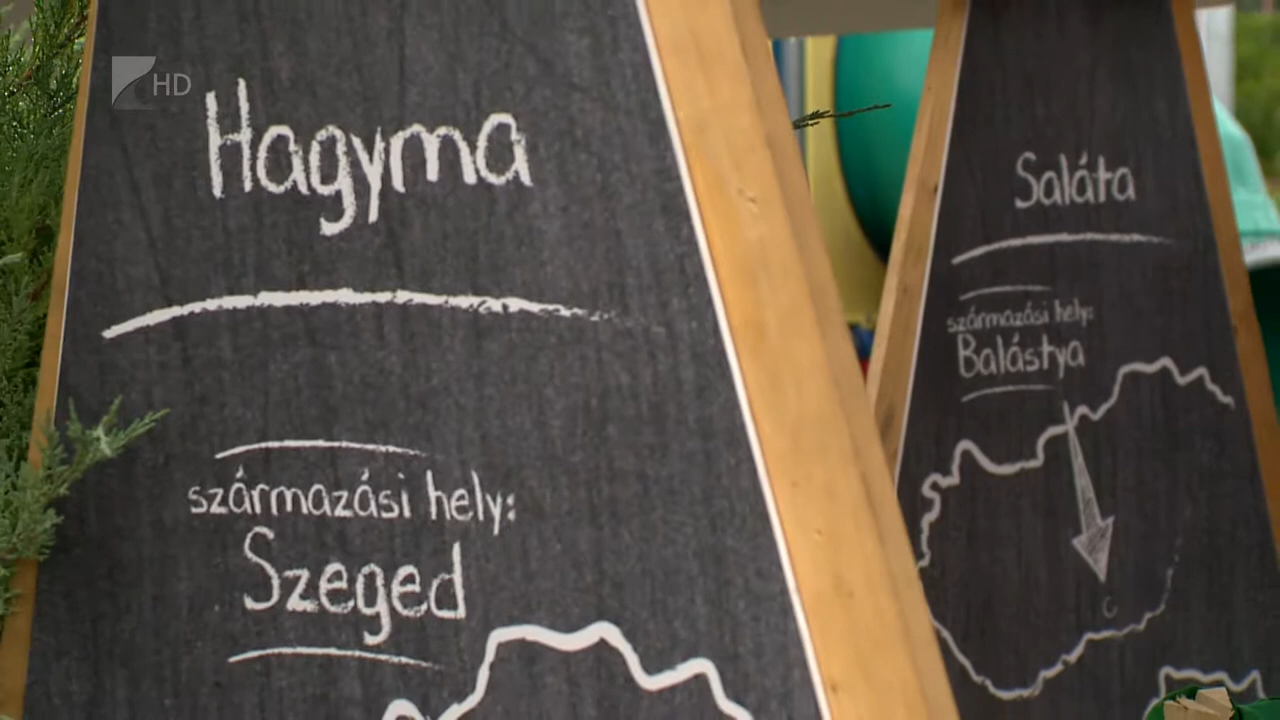 HD
Hagyma
származási hely:
Szeged
Saláta
származási hely:
Balástya